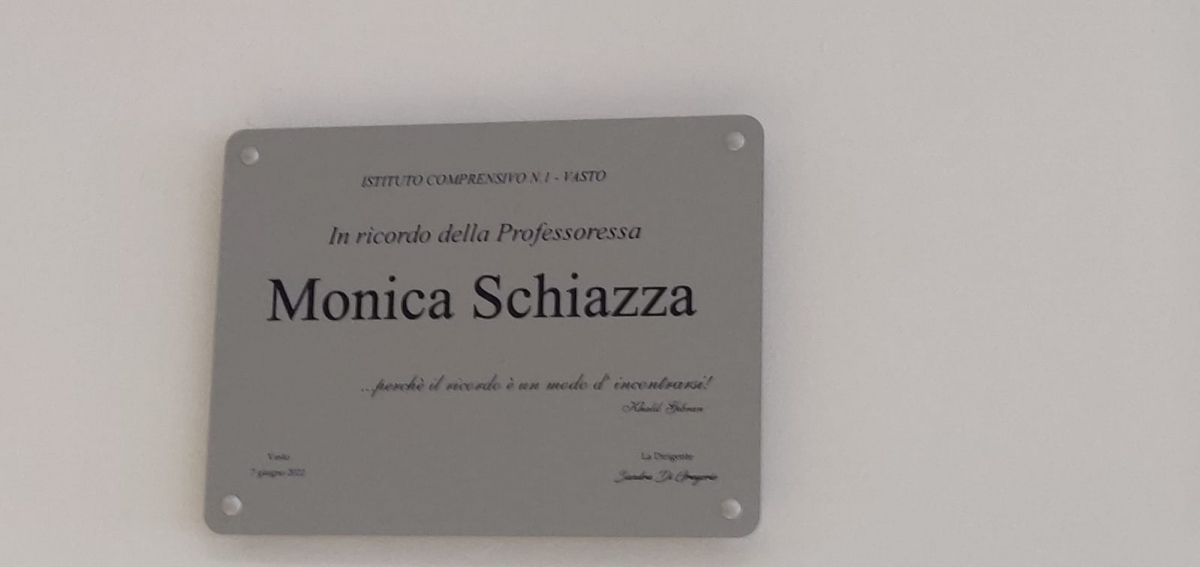 ISTITUTO COMPRENSIVO N.1 - VASTO
In ricordo della Professoressa
Monica Schiazza
...perchè il ricordo è un modo d' incontrarsi!
Khalil Gibran
Vasto
7 giugno 2022
La Dirigente
Sandra Di Gregorio